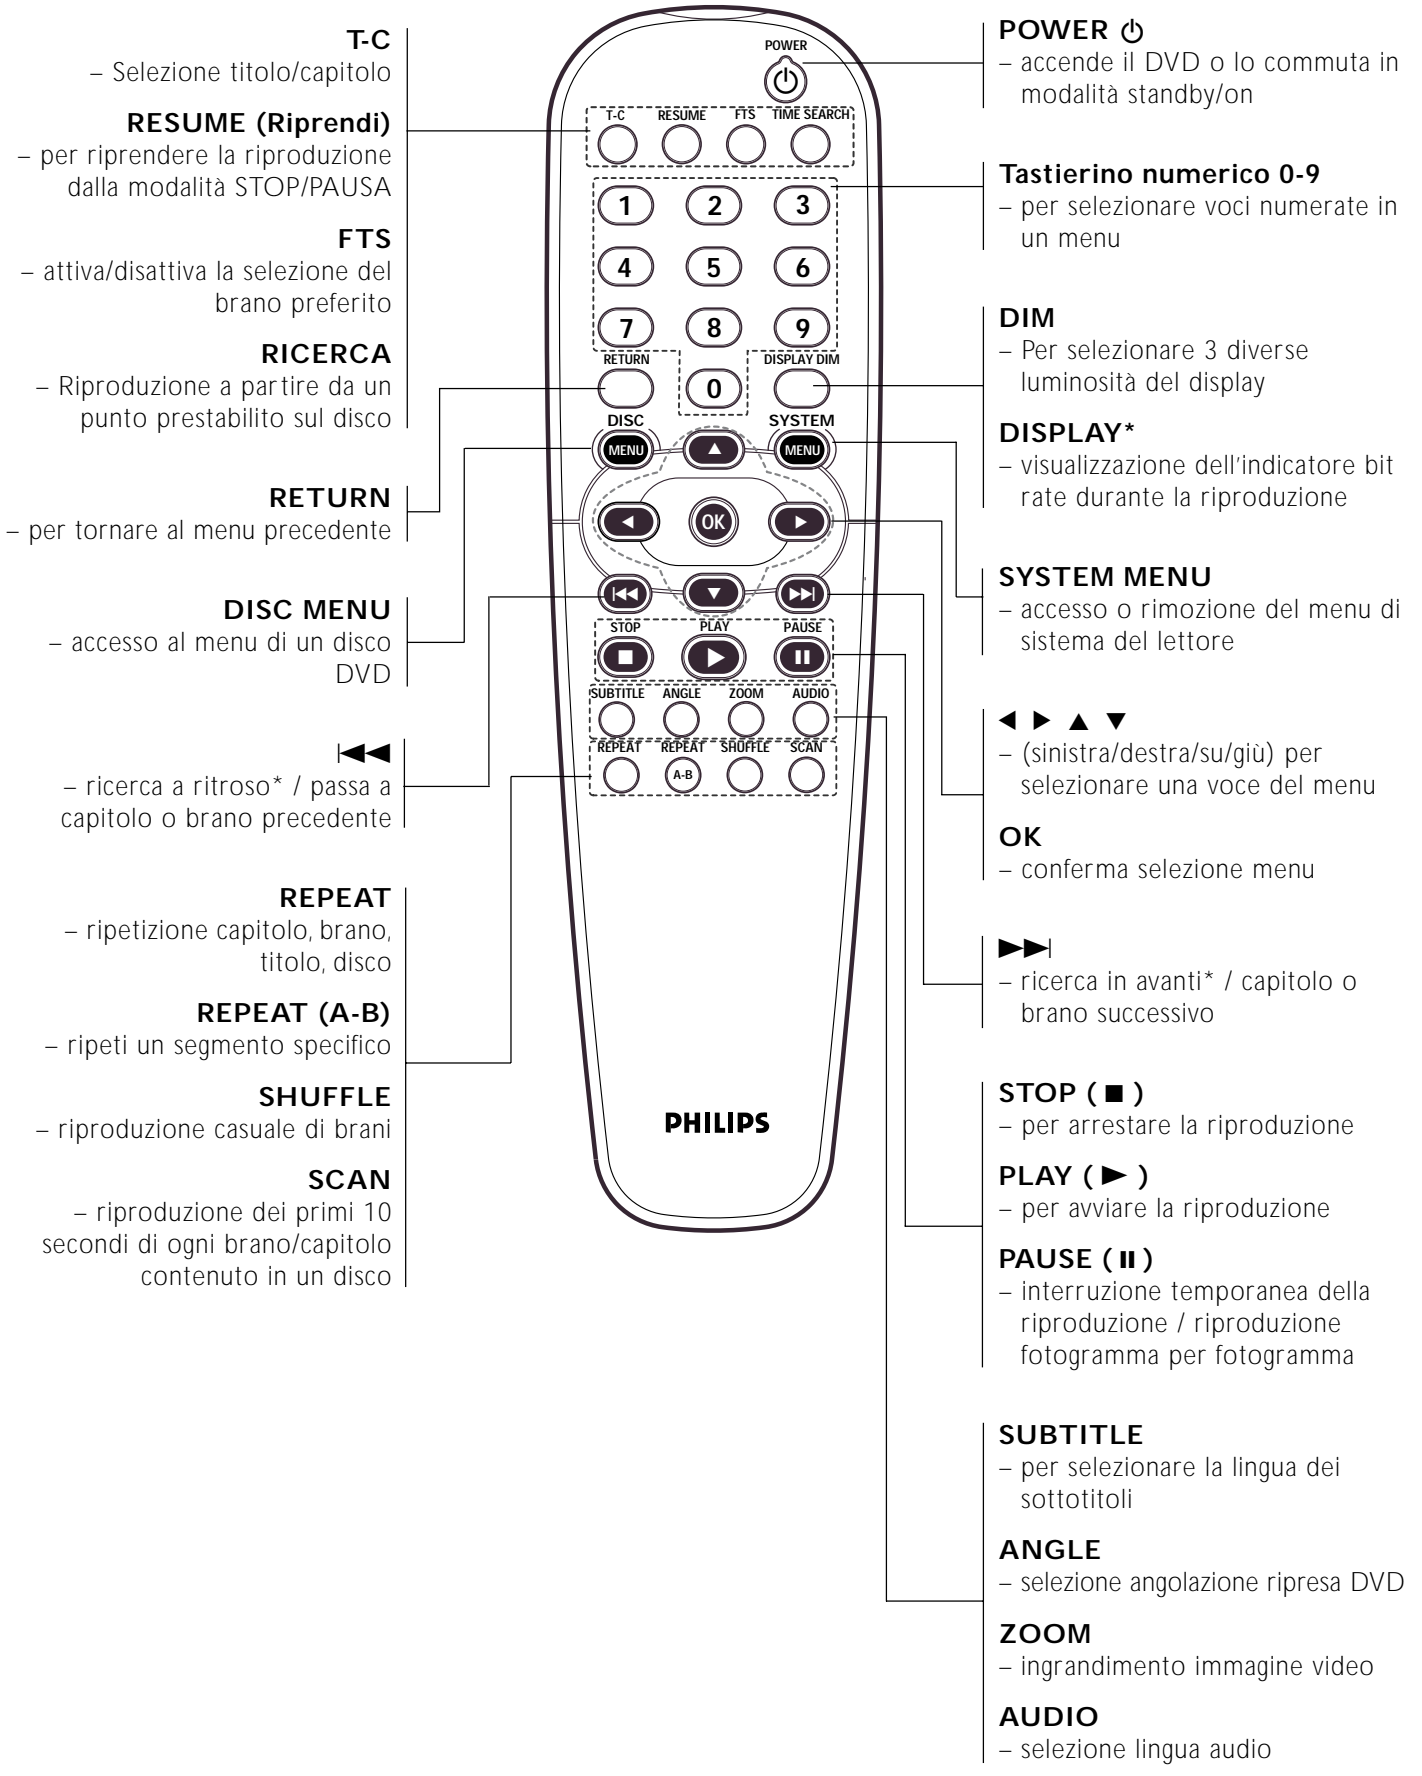 T-C
– Selezione titolo/capitolo
RESUME (Riprendi)
– per riprendere la riproduzione
dalla modalità STOP/PAUSA
FTS
– attiva/disattiva la selezione del
brano preferito
RICERCA
– Riproduzione a partire da un
punto prestabilito sul disco
RETURN
– per tornare al menu precedente
DISC MENU
– accesso al menu di un disco
DVD
– ricerca a ritroso* / passa a
capitolo o brano precedente
REPEAT
– ripetizione capitolo, brano,
titolo, disco
REPEAT (A-B)
– ripeti un segmento specifico
SHUFFLE
– riproduzione casuale di brani
SCAN
– riproduzione dei primi 10
secondi di ogni brano/capitolo
contenuto in un disco
POWER
T-C RESUME FTS TIME SEARCH
1 2 3
4 5 6
7 8 9
RETURN 0 DISPLAY DIM
DISC SYSTEM
MENU ▲ MENU
◀ OK ▶
⏮ ▼ ⏭
STOP PLAY PAUSE
SUBTITLE ANGLE ZOOM AUDIO
REPEAT REPEAT SHUFFLE SCAN
A-B
PHILIPS
POWER ⏻
– accende il DVD o lo commuta in
modalità standby/on
Tastierino numerico 0-9
– per selezionare voci numerate in
un menu
DIM
– Per selezionare 3 diverse
luminosità del display
DISPLAY*
– visualizzazione dell'indicatore bit
rate durante la riproduzione
SYSTEM MENU
– accesso o rimozione del menu di
sistema del lettore
◀ ▶ ▲ ▼
– (sinistra/destra/su/giù) per
selezionare una voce del menu
OK
– conferma selezione menu
– ricerca in avanti* / capitolo o
brano successivo
STOP ( ■ )
– per arrestare la riproduzione
PLAY ( ▶ )
– per avviare la riproduzione
PAUSE ( II )
– interruzione temporanea della
riproduzione / riproduzione
fotogramma per fotogramma
SUBTITLE
– per selezionare la lingua dei
sottotitoli
ANGLE
– selezione angolazione ripresa DVD
ZOOM
– ingrandimento immagine video
AUDIO
– selezione lingua audio